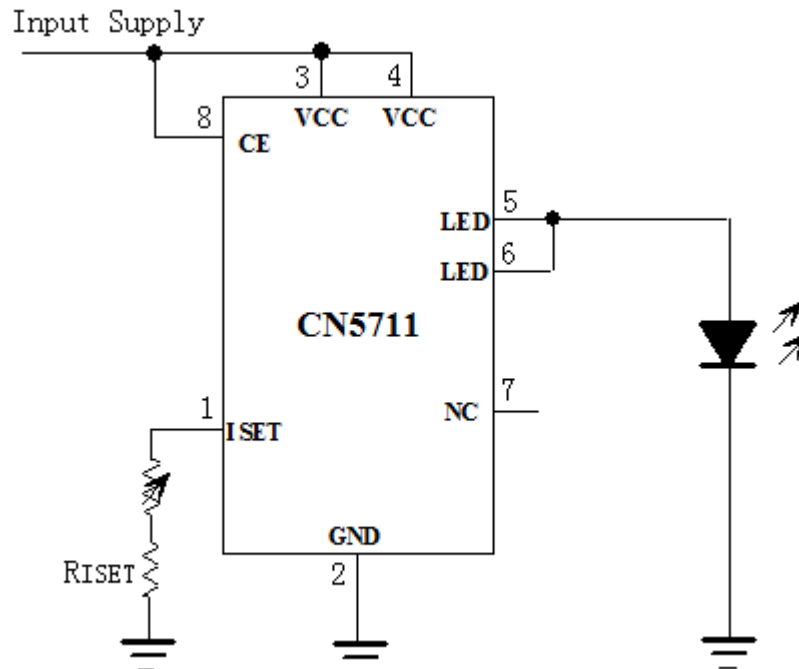 Input Supply
3
4
8
VCC
VCC
CE
5
LED
6
LED
CN5711
7
1
NC
ISET
GND
RISET
2